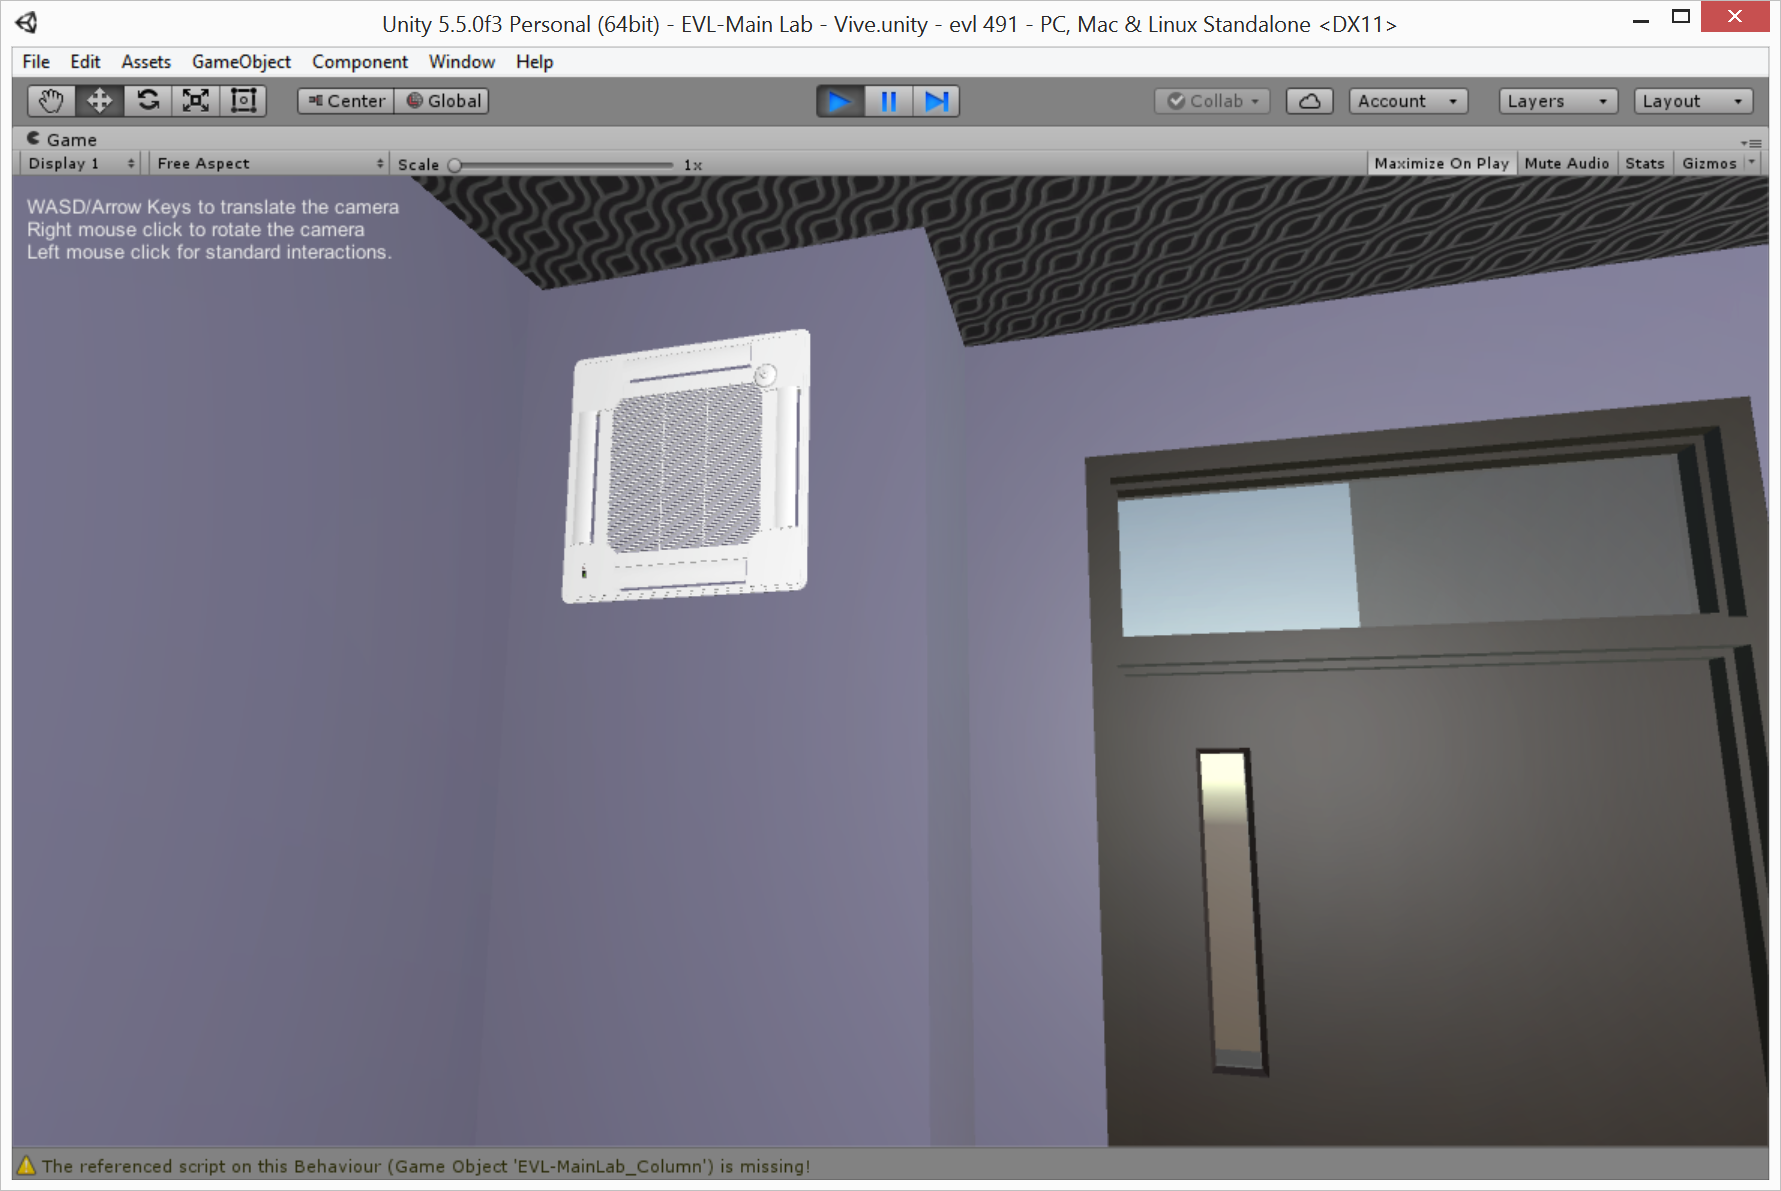 Unity 5.5.0f3 Personal (64bit) - EVL-Main Lab - Vive.unity - evl 491 - PC, Mac & Linux Standalone <DX11>
File Edit Assets GameObject Component Window Help
Center Global Collab Account Layers Layout
Game
Display 1 Free Aspect Scale 1x Maximize On Play Mute Audio Stats Gizmos
WASD/Arrow Keys to translate the camera
Right mouse click to rotate the camera
Left mouse click for standard interactions.
The referenced script on this Behaviour (Game Object 'EVL-MainLab_Column') is missing!